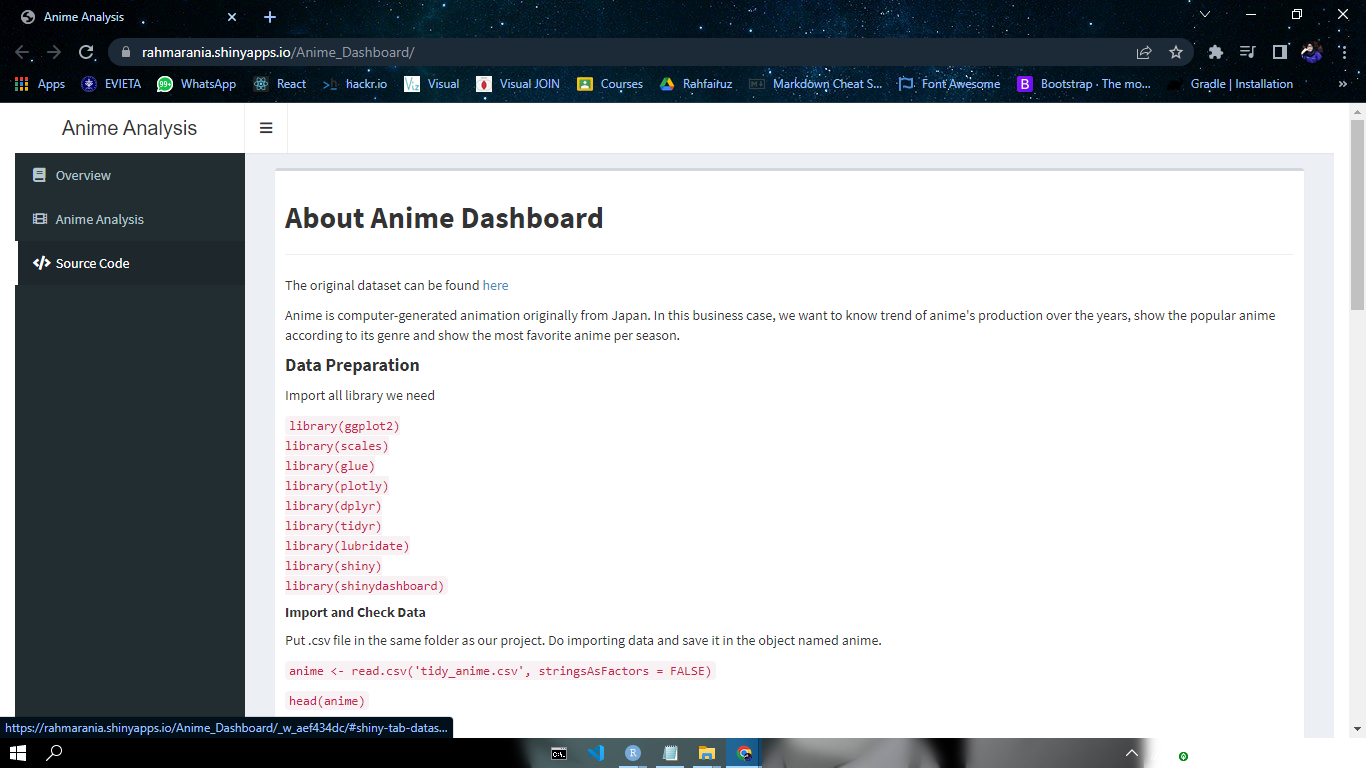 Anime Analysis
rahmarania.shinyapps.io/Anime_Dashboard/
Apps
EVIETA
99+
WhatsApp
React
hackr.io
Visual
Visual JOIN
Courses
Rahfaituz
Markdown Cheat S...
Font Awesome
B
Bootstrap · The mo...
Gradle | Installation
»
Anime Analysis
Overview
Anime Analysis
Source Code
About Anime Dashboard
The original dataset can be found here
Anime is computer-generated animation originally from Japan. In this business case, we want to know trend of anime's production over the years, show the popular anime
according to its genre and show the most favorite anime per season.
Data Preparation
Import all library we need
library(ggplot2)
library(scales)
library(glue)
library(plotly)
library(dplyr)
library(tidyr)
library(lubridate)
library(shiny)
library(shinydashboard)
Import and Check Data
Put .csv file in the same folder as our project. Do importing data and save it in the object named anime.
anime <- read.csv('tidy_anime.csv', stringsAsFactors = FALSE)
head(anime)
https://rahmarania.shinyapps.io/Anime_Dashboard/_w_aef434dc/#shiny-tab-datas...